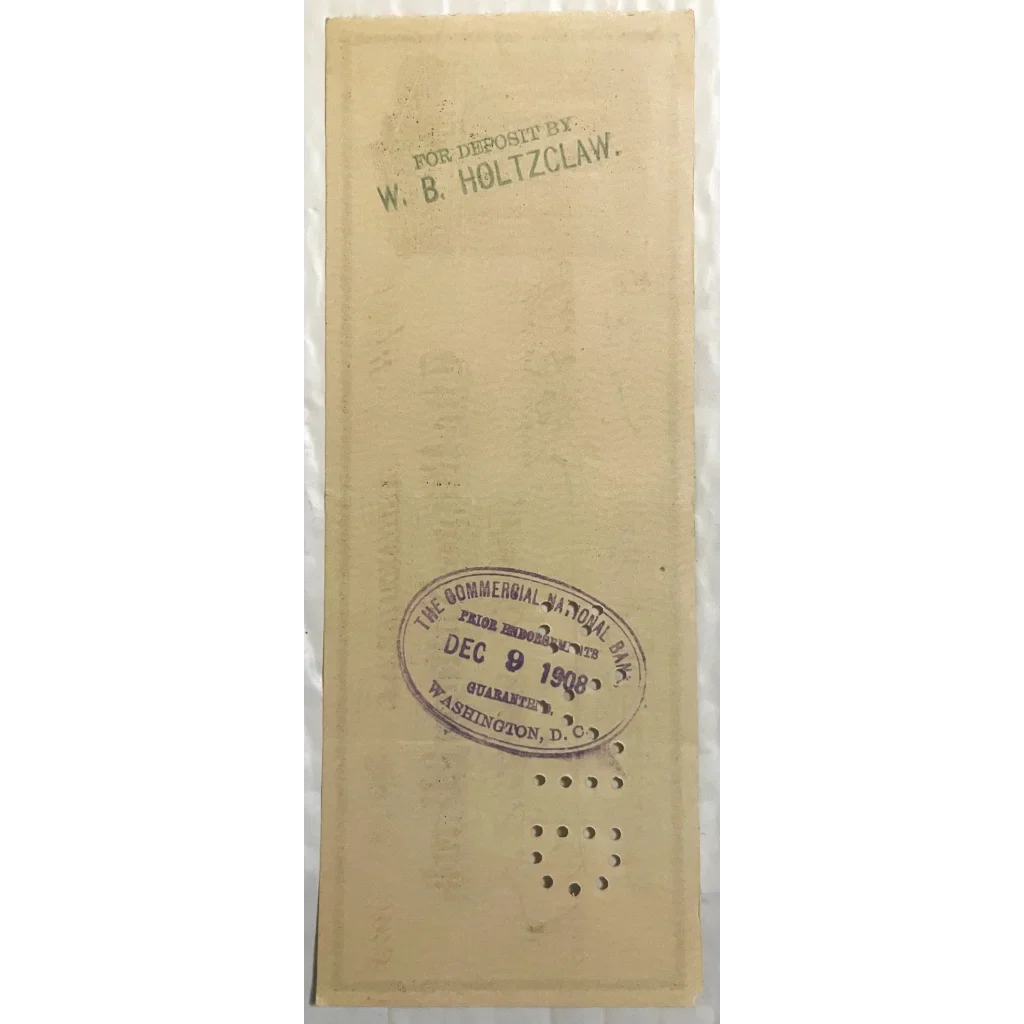 FOR DEPOSIT BY
W. B. HOLTZCLAW.
THE COMMERCIAL NATIONAL BANK,
PRIOR ENDORSEMENTS
DEC 9 1908
GUARANTEED,
WASHINGTON, D. C.